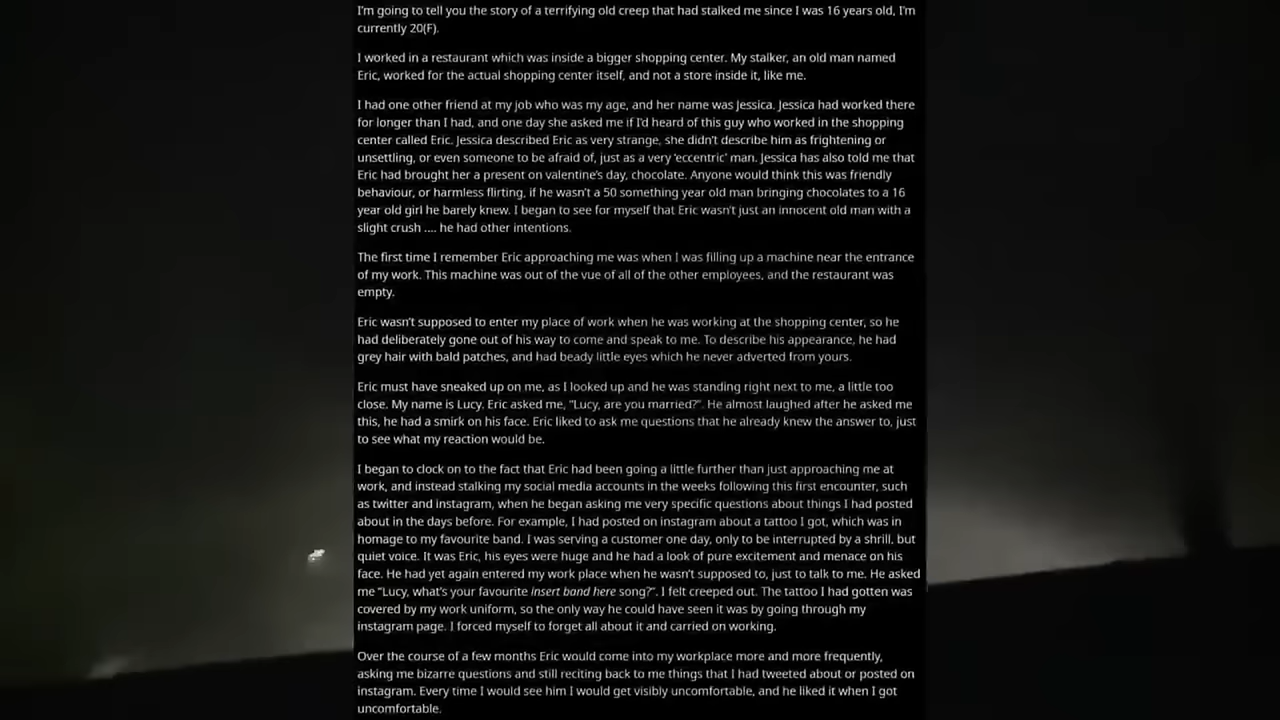 I'm going to tell you the story of a terrifying old creep that had stalked me since I was 16 years old, I'm
currently 20(F).
I worked in a restaurant which was inside a bigger shopping center. My stalker, an old man named
Eric, worked for the actual shopping center itself, and not a store inside it, like me.
I had one other friend at my job who was my age, and her name was Jessica. Jessica had worked there
for longer than I had, and one day she asked me if I'd heard of this guy who worked in the shopping
center called Eric. Jessica described Eric as very strange, she didn't describe him as frightening or
unsettling, or even someone to be afraid of, just as a very 'eccentric' man. Jessica has also told me that
Eric had brought her a present on valentine's day, chocolate. Anyone would think this was friendly
behaviour, or harmless flirting, if he wasn't a 50 something year old man bringing chocolates to a 16
year old girl he barely knew. I began to see for myself that Eric wasn't just an innocent old man with a
slight crush .... he had other intentions.
The first time I remember Eric approaching me was when I was filling up a machine near the entrance
of my work. This machine was out of the vue of all of the other employees, and the restaurant was
empty.
Eric wasn't supposed to enter my place of work when he was working at the shopping center, so he
had deliberately gone out of his way to come and speak to me. To describe his appearance, he had
grey hair with bald patches, and had beady little eyes which he never adverted from yours.
Eric must have sneaked up on me, as I looked up and he was standing right next to me, a little too
close. My name is Lucy. Eric asked me, "Lucy, are you married?". He almost laughed after he asked me
this, he had a smirk on his face. Eric liked to ask me questions that he already knew the answer to, just
to see what my reaction would be.
I began to clock on to the fact that Eric had been going a little further than just approaching me at
work, and instead stalking my social media accounts in the weeks following this first encounter, such
as twitter and instagram, when he began asking me very specific questions about things I had posted
about in the days before. For example, I had posted on instagram about a tattoo I got, which was in
homage to my favourite band. I was serving a customer one day, only to be interrupted by a shrill, but
quiet voice. It was Eric, his eyes were huge and he had a look of pure excitement and menace on his
face. He had yet again entered my work place when he wasn't supposed to, just to talk to me. He asked
me "Lucy, what's your favourite insert band here song?". I felt creeped out. The tattoo I had gotten was
covered by my work uniform, so the only way he could have seen it was by going through my
instagram page. I forced myself to forget all about it and carried on working.
Over the course of a few months Eric would come into my workplace more and more frequently,
asking me bizarre questions and still reciting back to me things that I had tweeted about or posted on
instagram. Every time I would see him I would get visibly uncomfortable, and he liked it when I got
uncomfortable.